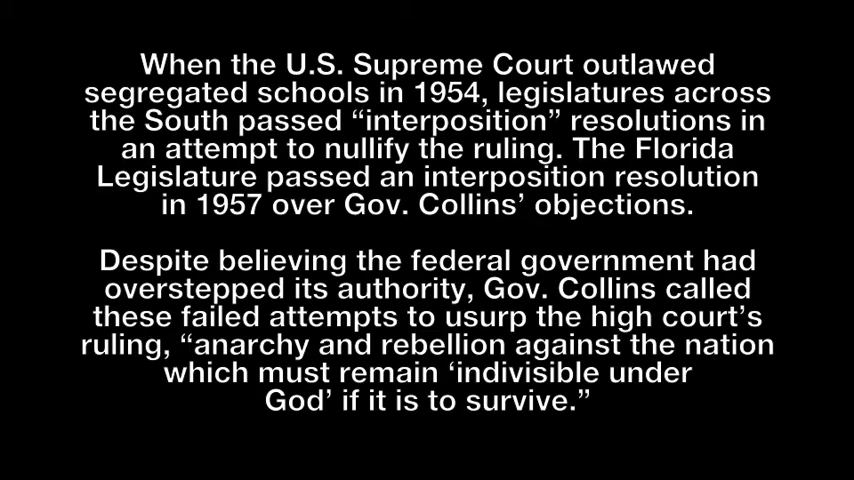 When the U.S. Supreme Court outlawed
segregated schools in 1954, legislatures across
the South passed “interposition” resolutions in
an attempt to nullify the ruling. The Florida
Legislature passed an interposition resolution
in 1957 over Gov. Collins’ objections.
Despite believing the federal government had
overstepped its authority, Gov. Collins called
these failed attempts to usurp the high court’s
ruling, “anarchy and rebellion against the nation
which must remain ‘indivisible under
God’ if it is to survive.”